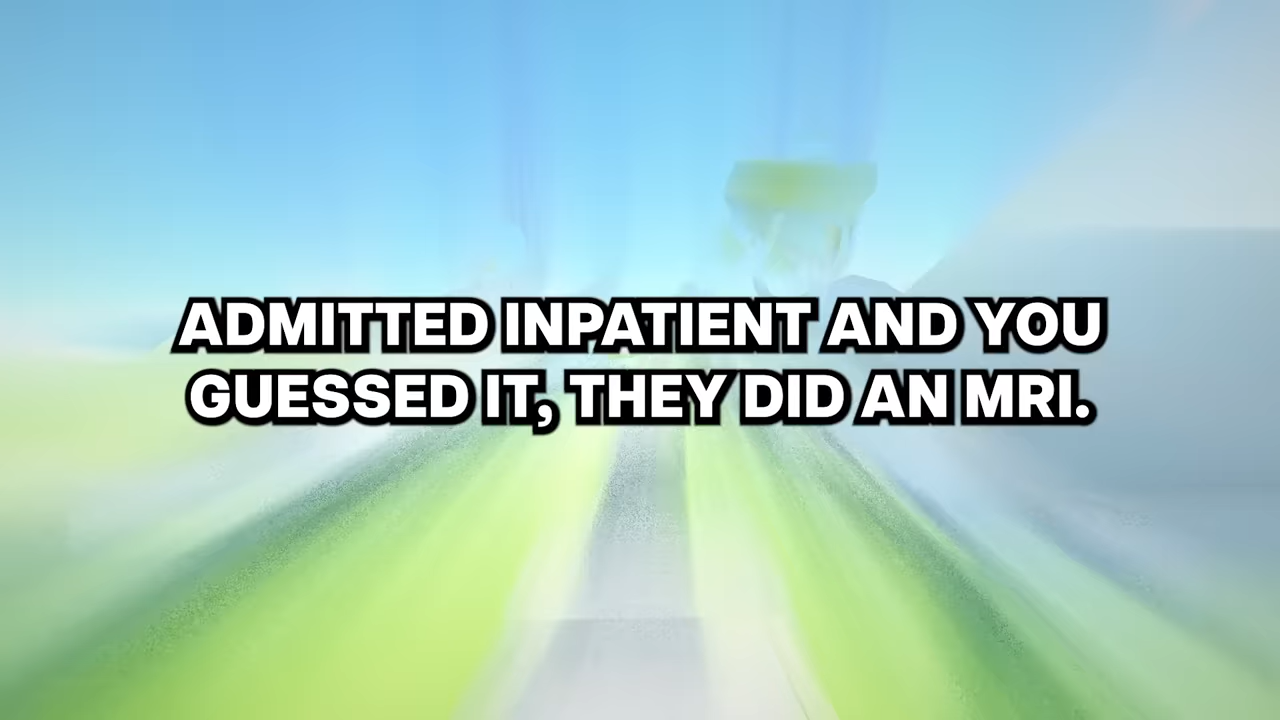 ADMITTED INPATIENT AND YOU
GUESSED IT, THEY DID AN MRI.